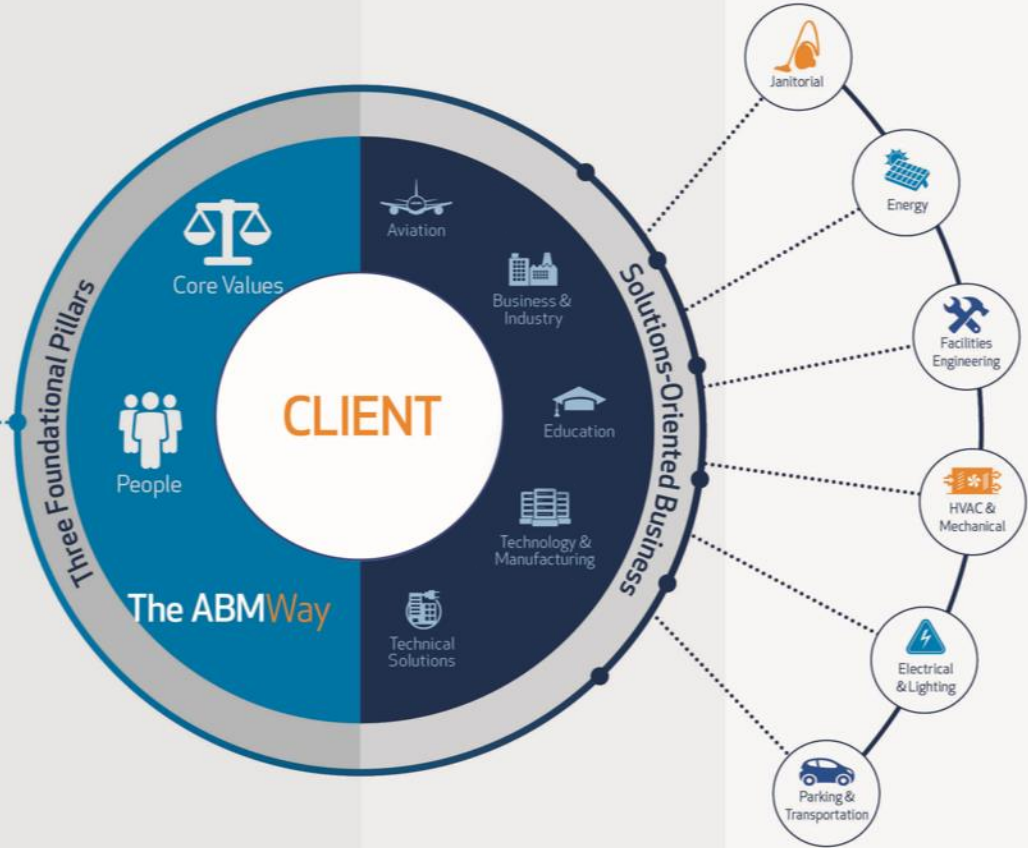 Three Foundational Pillars
Core Values
People
The ABMWay
CLIENT
Aviation
Business &
Industry
Education
Technology &
Manufacturing
Technical
Solutions
Solutions-Oriented Business
Janitorial
Energy
Facilities
Engineering
HVAC &
Mechanical
Electrical
& Lighting
Parking &
Transportation